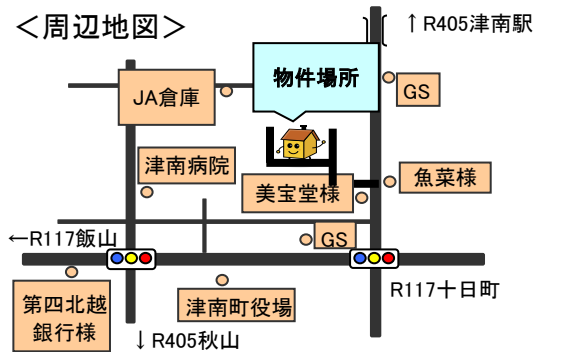 ＜周辺地図＞
↑R405津南駅
物件場所
JA倉庫
GS
津南病院
魚菜様
美宝堂様
←R117飯山
GS
R117十日町
第四北越
銀行様
津南町役場
↓R405秋山